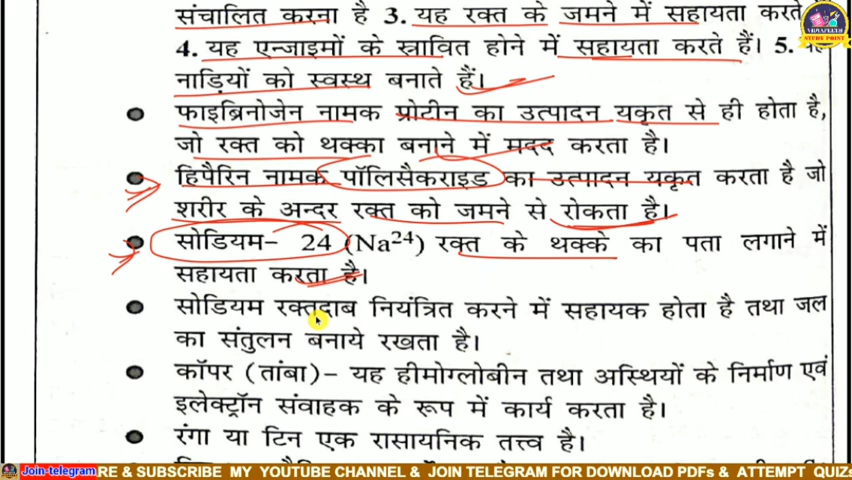 संचालित करना है 3. यह रक्त के जमने में सहायता करते
4. यह एन्जाइमों के स्त्रावित होने में सहायता करते हैं। 5.
नाड़ियों को स्वस्थ बनाते हैं।
● फाइब्रिनोजेन नामक प्रोटीन का उत्पादन यकृत से ही होता है,
जो रक्त को थक्का बनाने में मदद करता है।
● हिपैरिन नामक पॉलिसैकराइड का उत्पादन यकृत करता है जो
शरीर के अन्दर रक्त को जमने से रोकता है।
● सोडियम- 24 (Na²⁴) रक्त के थक्के का पता लगाने में
सहायता करता है।
● सोडियम रक्तदाब नियंत्रित करने में सहायक होता है तथा जल
का संतुलन बनाये रखता है।
● कॉपर (तांबा)- यह हीमोग्लोबीन तथा अस्थियों के निर्माण एवं
इलेक्ट्रॉन संवाहक के रूप में कार्य करता है।
● रंगा या टिन एक रासायनिक तत्त्व है।
STUDY POINT
Join-telegram RE & SUBSCRIBE MY YOUTUBE CHANNEL & JOIN TELEGRAM FOR DOWNLOAD PDFs & ATTEMPT QUIZs